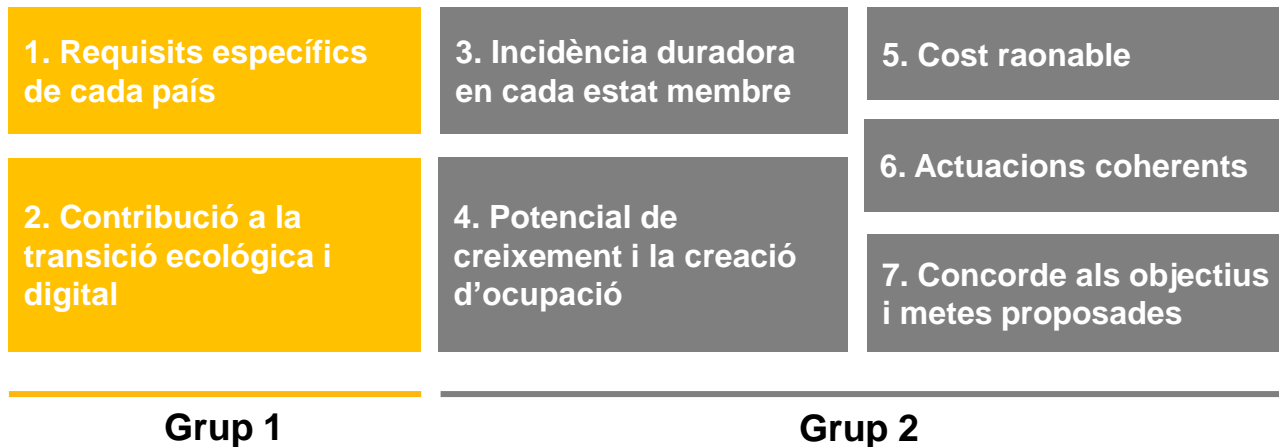 1. Requisits específics
de cada país
2. Contribució a la
transició ecológica i
digital
3. Incidència duradora
en cada estat membre
4. Potencial de
creixement i la creació
d'ocupació
5. Cost raonable
6. Actuacions coherents
7. Concorde als objectius
i metes proposades
Grup 1
Grup 2